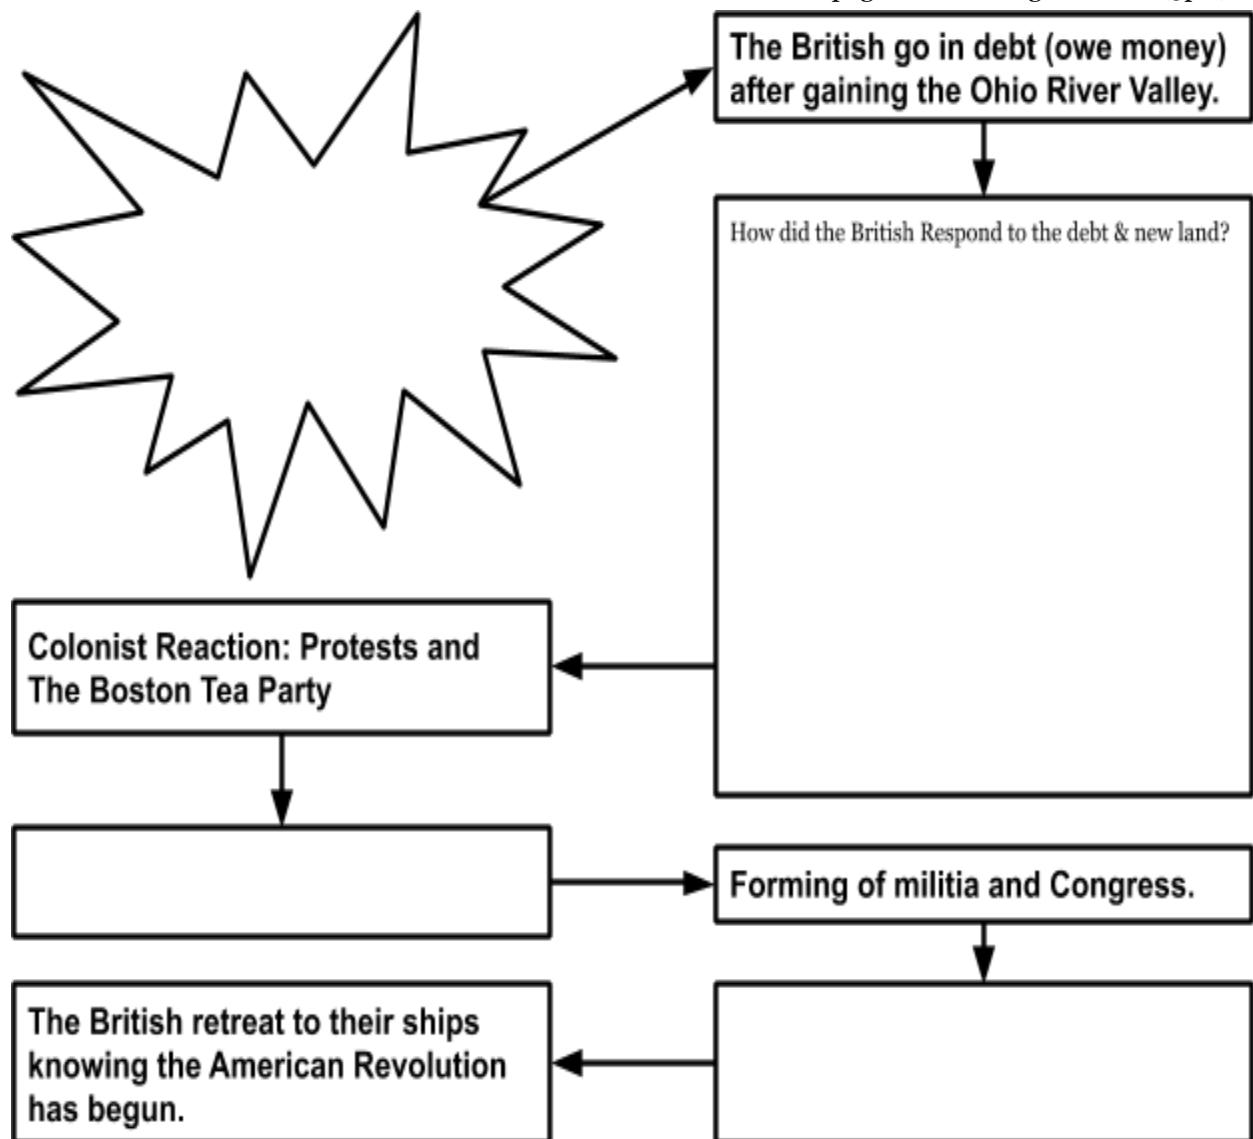 The British go in debt (owe money)
after gaining the Ohio River Valley.
How did the British Respond to the debt & new land?
Colonist Reaction: Protests and
The Boston Tea Party
Forming of militia and Congress.
The British retreat to their ships
knowing the American Revolution
has begun.